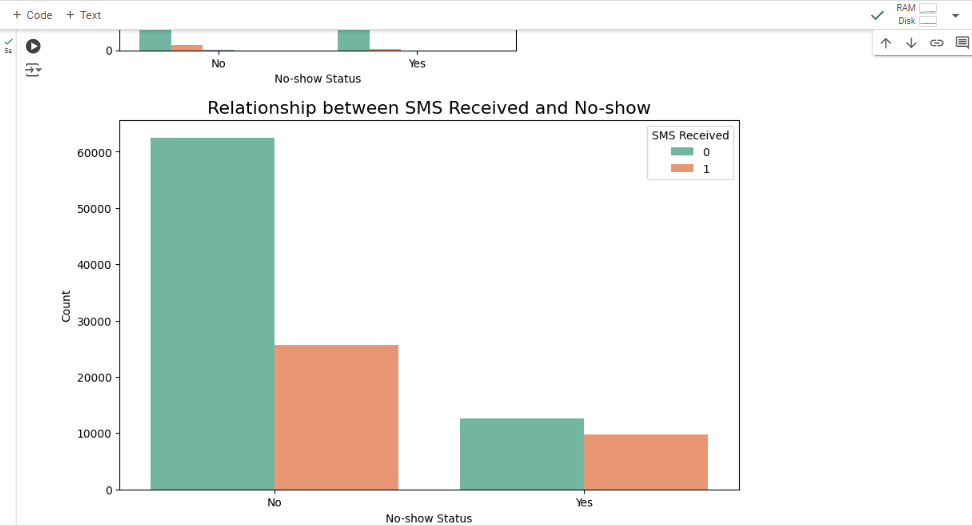 + Code + Text
RAM
Disk
5s
0
No Yes
No-show Status
Relationship between SMS Received and No-show
SMS Received
0
1
60000
50000
40000
30000
20000
10000
0
Count
No Yes
No-show Status